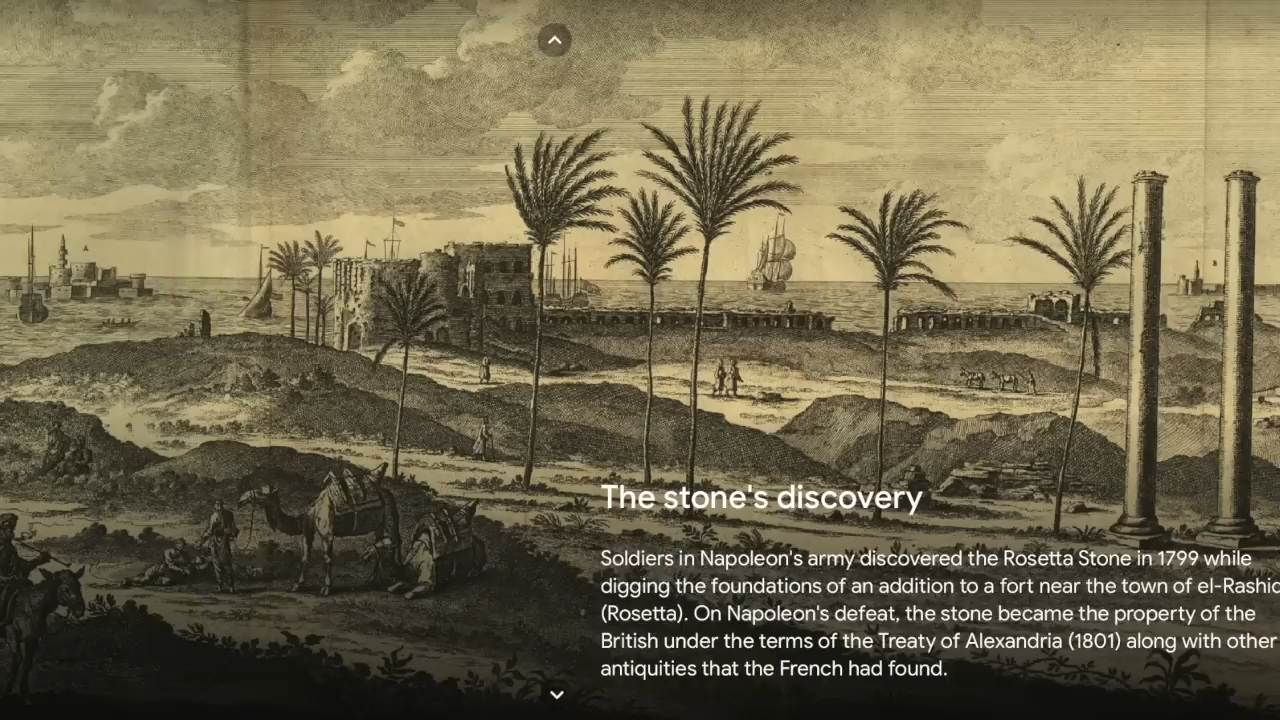 The stone's discovery
Soldiers in Napoleon's army discovered the Rosetta Stone in 1799 while
digging the foundations of an addition to a fort near the town of el-Rashid
(Rosetta). On Napoleon's defeat, the stone became the property of the
British under the terms of the Treaty of Alexandria (1801) along with other
antiquities that the French had found.